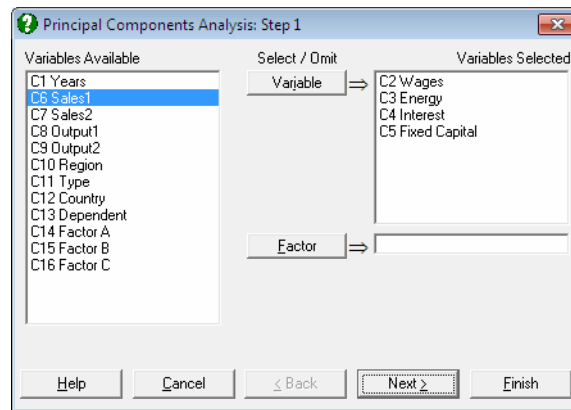 Principal Components Analysis: Step 1
Variables Available
Select / Omit
Variables Selected
C1 Years
C6 Sales1
C7 Sales2
C8 Output1
C9 Output2
C10 Region
C11 Type
C12 Country
C13 Dependent
C14 Factor A
C15 Factor B
C16 Factor C
Variable
C2 Wages
C3 Energy
C4 Interest
C5 Fixed Capital
Factor
Help
Cancel
< Back
Next >
Finish